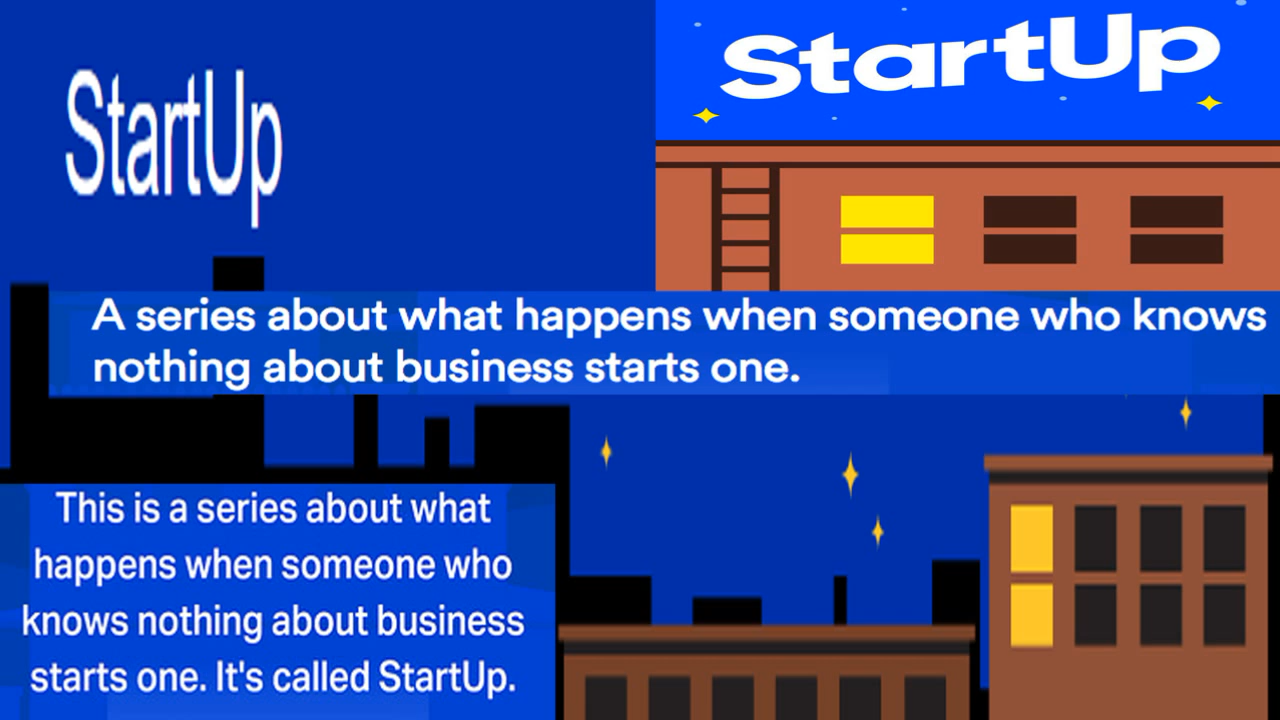 StartUp
StartUp
A series about what happens when someone who knows
nothing about business starts one.
This is a series about what
happens when someone who
knows nothing about business
starts one. It's called StartUp.